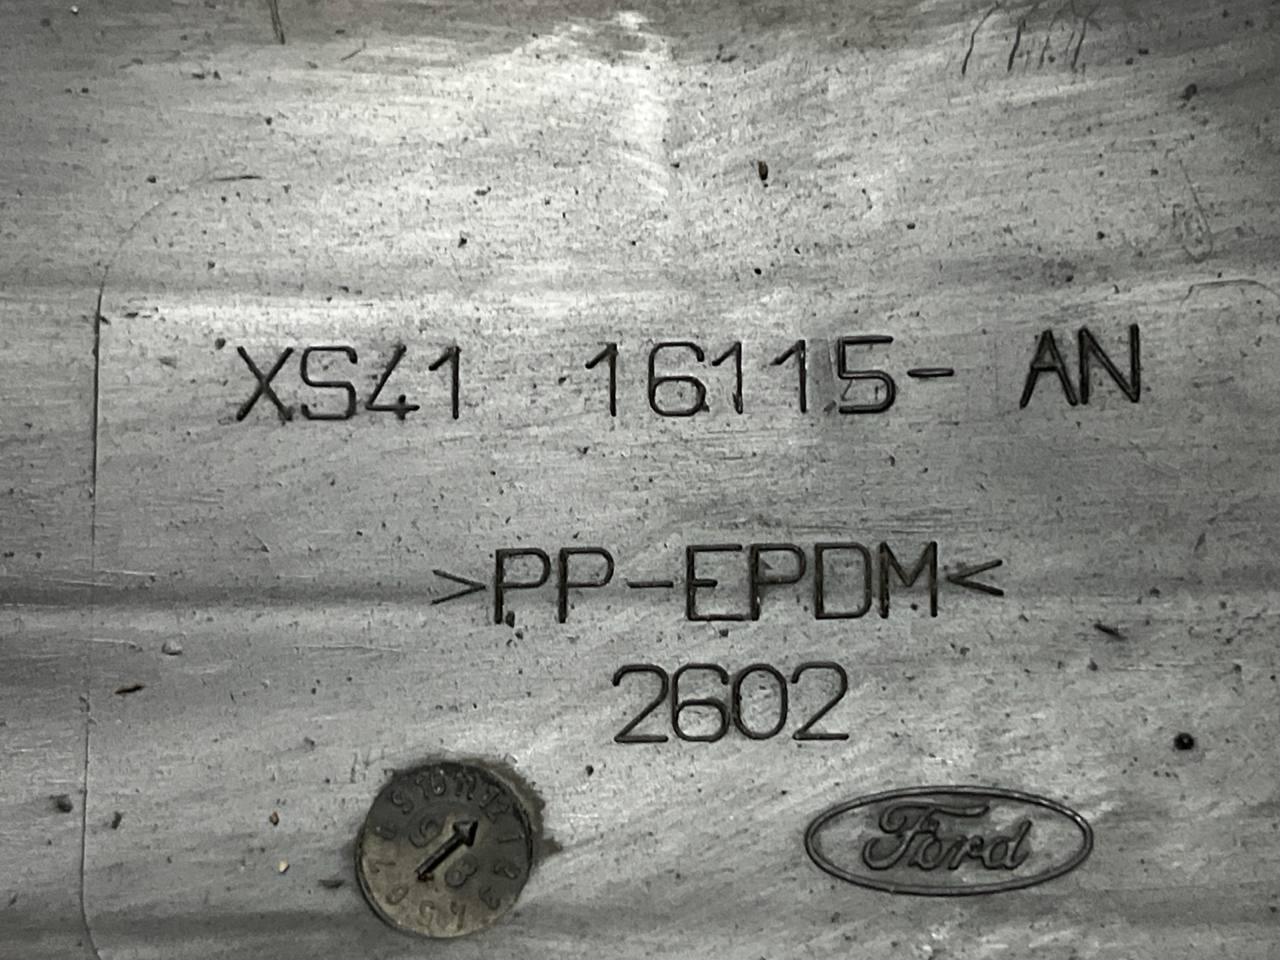 XS41 16115- AN
>PP-EPDM<
2602
Ford